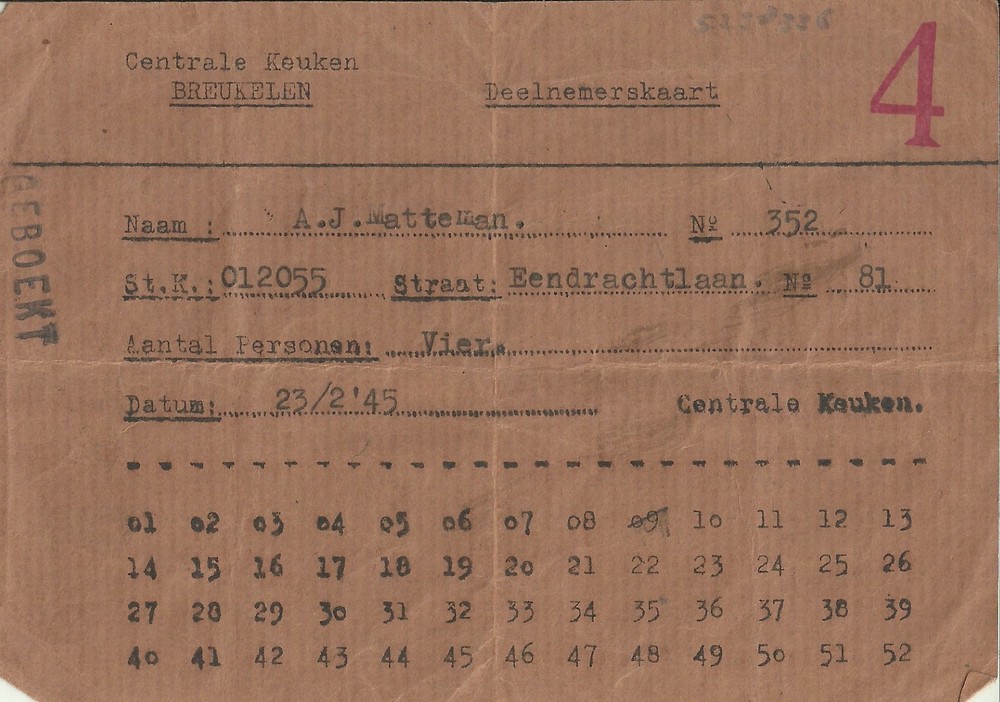 Centrale Keuken
BREUKELEN Deelnemerskaart
4
GEBOEKT
Naam : A.J.Matteman. Nº 352
St.K.: 012055 Straat: Eendrachtlaan. Nº 81
Aantal Personen: Vier.
Datum: 23/2'45 Centrale Keuken.
01 02 03 04 05 06 07 08 09 10 11 12 13
14 15 16 17 18 19 20 21 22 23 24 25 26
27 28 29 30 31 32 33 34 35 36 37 38 39
40 41 42 43 44 45 46 47 48 49 50 51 52